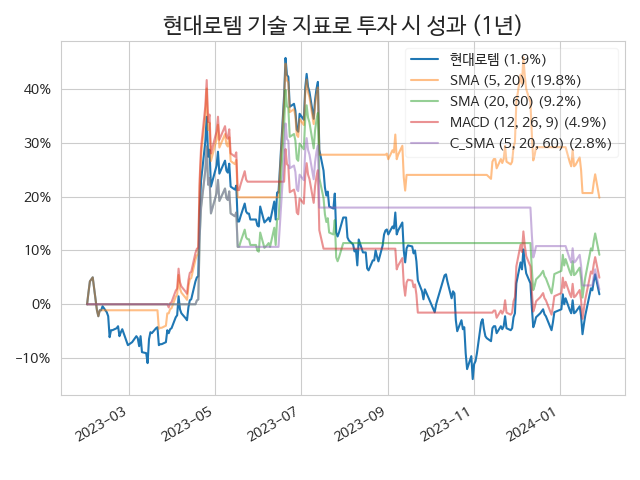 현대로템 기술 지표로 투자 시 성과 (1년)
현대로템 (1.9%)
SMA (5, 20) (19.8%)
SMA (20, 60) (9.2%)
MACD (12, 26, 9) (4.9%)
C_SMA (5, 20, 60) (2.8%)
40%
30%
20%
10%
0%
−10%
2023-03
2023-05
2023-07
2023-09
2023-11
2024-01